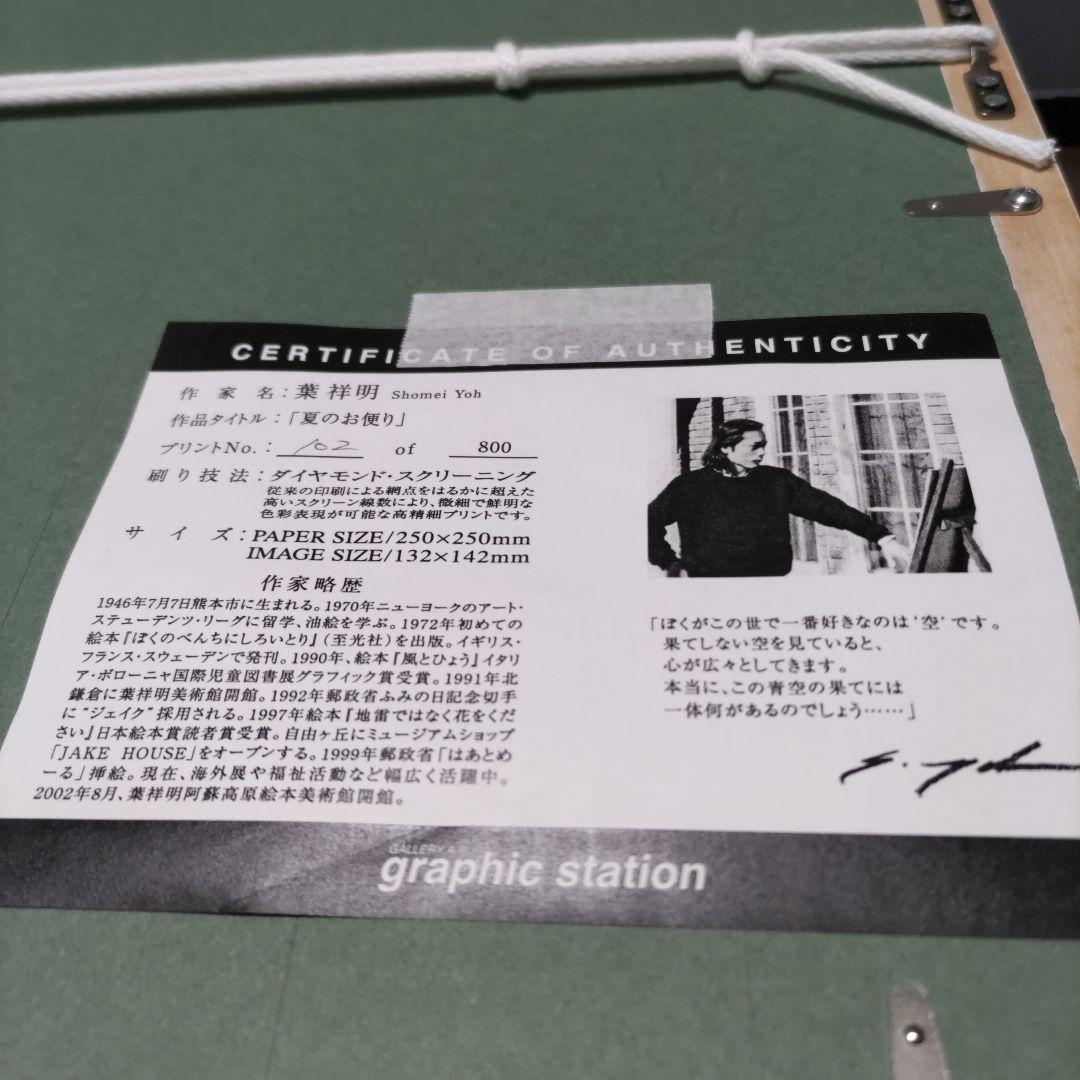 CERTIFICATE OF AUTHENTICITY
作家名：葉祥明 Shomei Yoh
作品タイトル：「夏のお便り」
プリントNo.：102 of 800
刷り技法：ダイヤモンド・スクリーニング
従来の印刷による網点をはるかに超えた
高いスクリーン線数により、微細で鮮明な
色彩表現が可能な高精細プリントです。
サイズ：PAPER SIZE/250×250mm
IMAGE SIZE/132×142mm
作家略歴
1946年7月7日熊本市に生まれる。1970年ニューヨークのアート・
ステューデンツ・リーグに留学、油絵を学ぶ。1972年初めての
絵本『ぼくのべんちにしろいとり』（至光社）を出版。イギリス・
フランス・スウェーデンで発刊。1990年、絵本『風とひょう』イタリ
ア・ボローニャ国際児童図書展グラフィック賞受賞。1991年北
鎌倉に葉祥明美術館開館。1992年郵政省ふみの日記念切手
に“ジェイク”採用される。1997年絵本『地雷ではなく花をくだ
さい』日本絵本賞読者賞受賞。自由ヶ丘にミュージアムショップ
「JAKE HOUSE」をオープンする。1999年郵政省「はあとめ
ーる」挿絵。現在、海外展や福祉活動など幅広く活躍中。
2002年8月、葉祥明阿蘇高原絵本美術館開館。
「ぼくがこの世で一番好きなのは‘空’です。
果てしない空を見ていると、
心が広々としてきます。
本当に、この青空の果てには
一体何があるのでしょう……」
graphic station